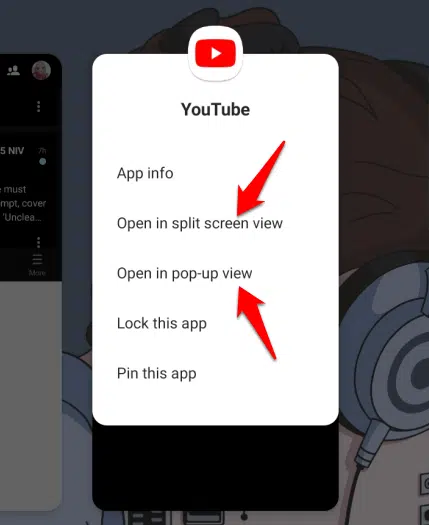 YouTube
App info
Open in split screen view
Open in pop-up view
Lock this app
Pin this app
5 NIV 7h
must
mpt, cover
'Unclea...
More